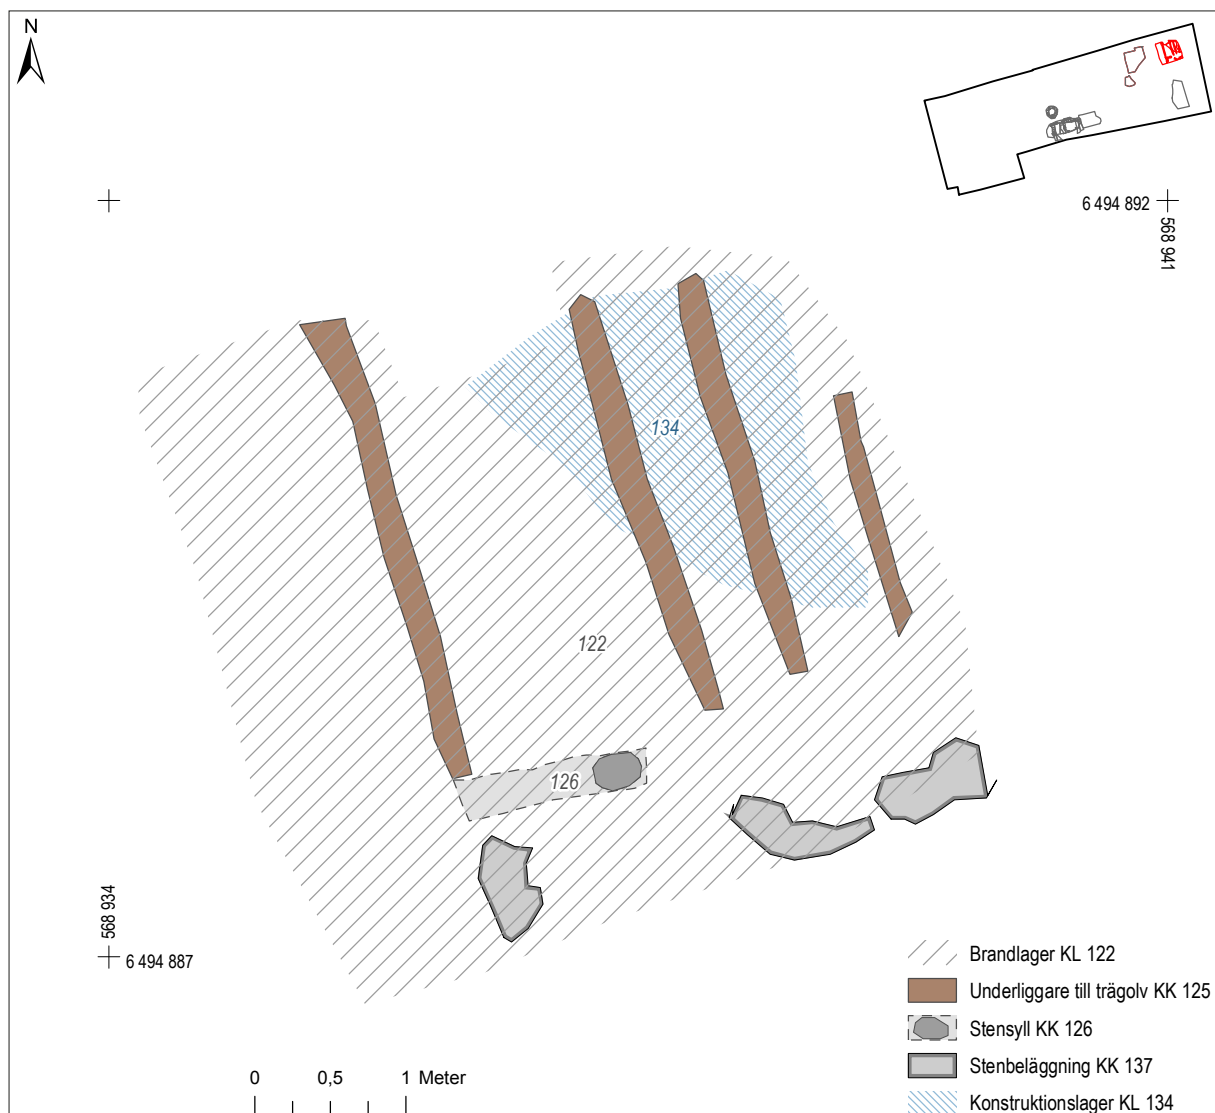 N
6 494 892
568 941
134
122
126
568 934
6 494 887
Brandlager KL 122
Underliggare till trägolv KK 125
Stensyll KK 126
Stenbeläggning KK 137
Konstruktionslager KL 134
0 0,5 1 Meter